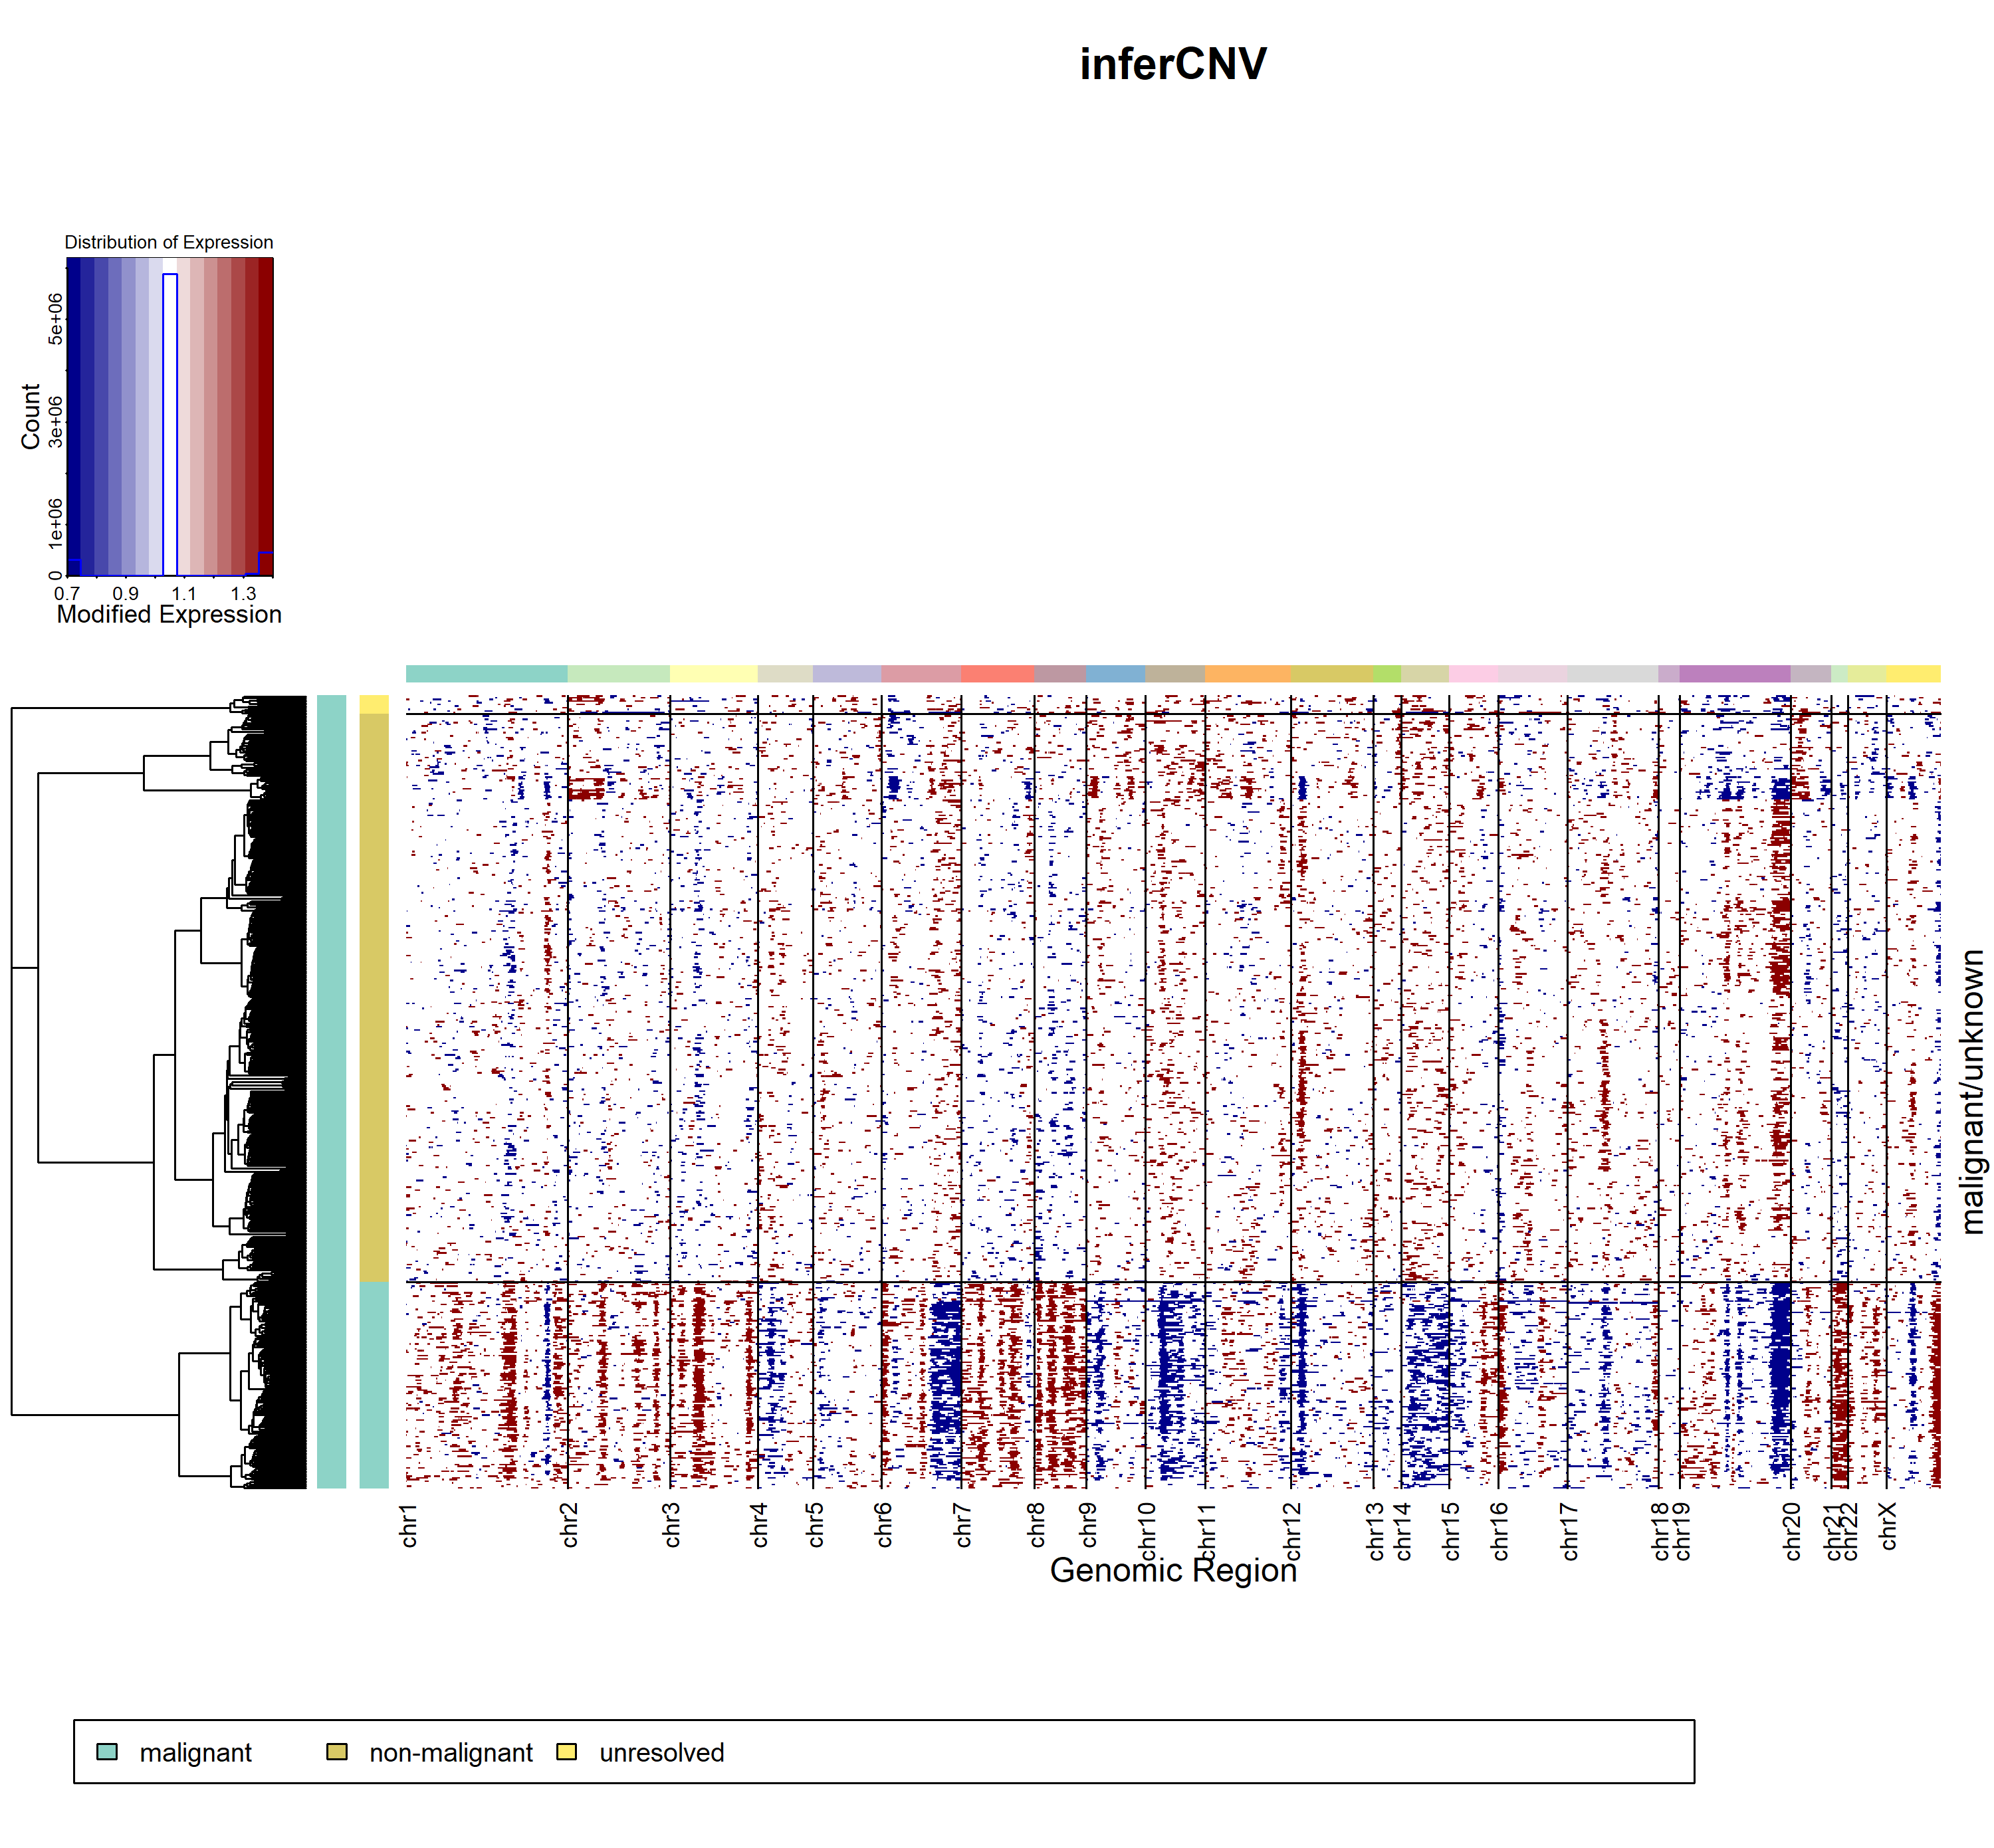 inferCNV
Distribution of Expression
Count
0
1e+06
3e+06
5e+06
0.7 0.9 1.1 1.3
Modified Expression
malignant/unknown
chr1 chr2 chr3 chr4 chr5 chr6 chr7 chr8 chr9 chr10 chr11 chr12 chr13 chr14 chr15 chr16 chr17 chr18 chr19 chr20 chr21 chr22 chrX
Genomic Region
malignant non-malignant unresolved